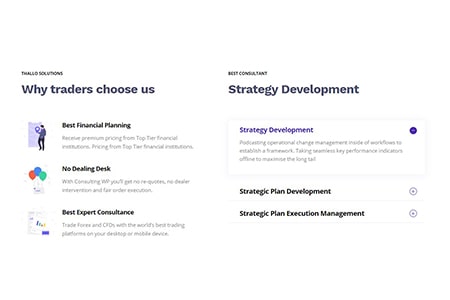 THALLO SOLUTIONS
Why traders choose us
Best Financial Planning
Receive premium pricing from Top Tier financial
institutions. Pricing from Top Tier financial institutions.
No Dealing Desk
With Consulting WP you'll get no re-quotes, no dealer
intervention and fair order execution.
Best Expert Consultance
Trade Forex and CFDs with the world's best trading
platforms on your desktop or mobile device.
BEST CONSULTANT
Strategy Development
Strategy Development
Podcasting operational change management inside of workflows to
establish a framework. Taking seamless key performance indicators
offline to maximise the long tail
Strategic Plan Development
Strategic Plan Execution Management